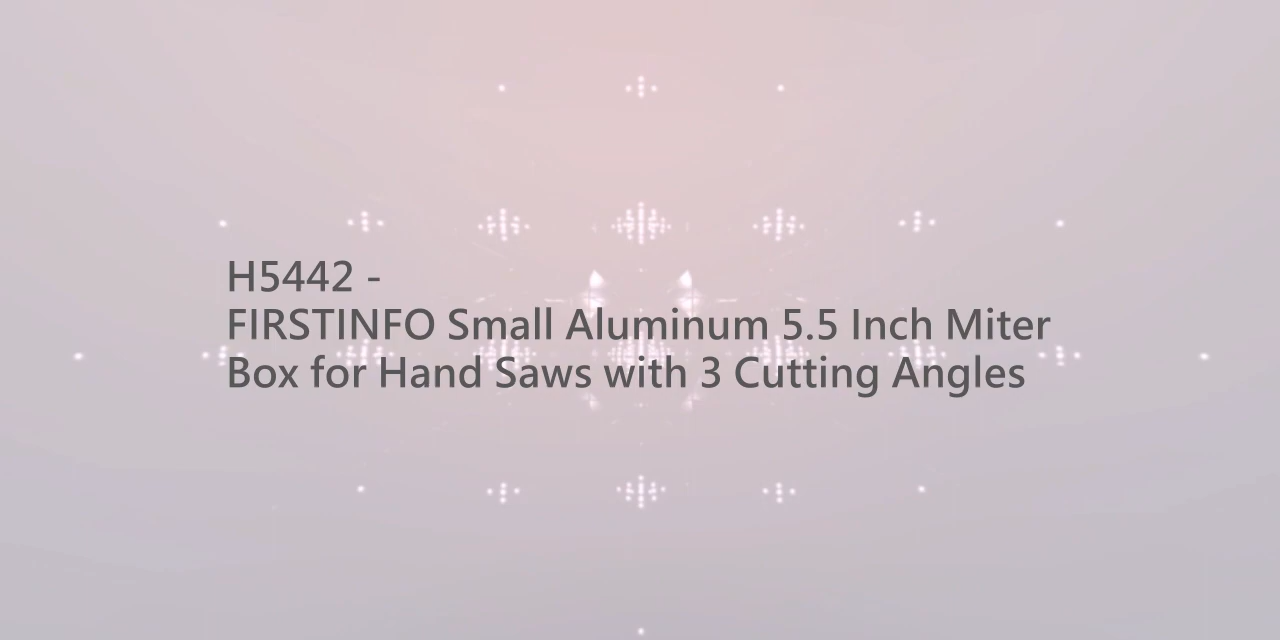 H5442 -
FIRSTINFO Small Aluminum 5.5 Inch Miter
Box for Hand Saws with 3 Cutting Angles